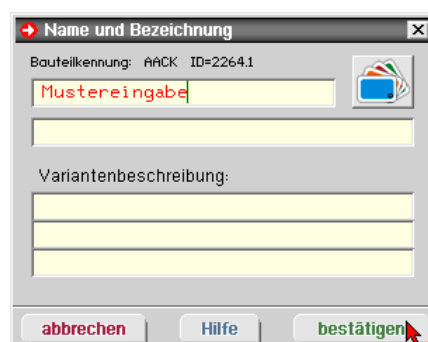 Name und Bezeichnung
Bauteilkennung: AACK ID=2264.1
Mustereingabe
Variantenbeschreibung:
abbrechen Hilfe bestätigen